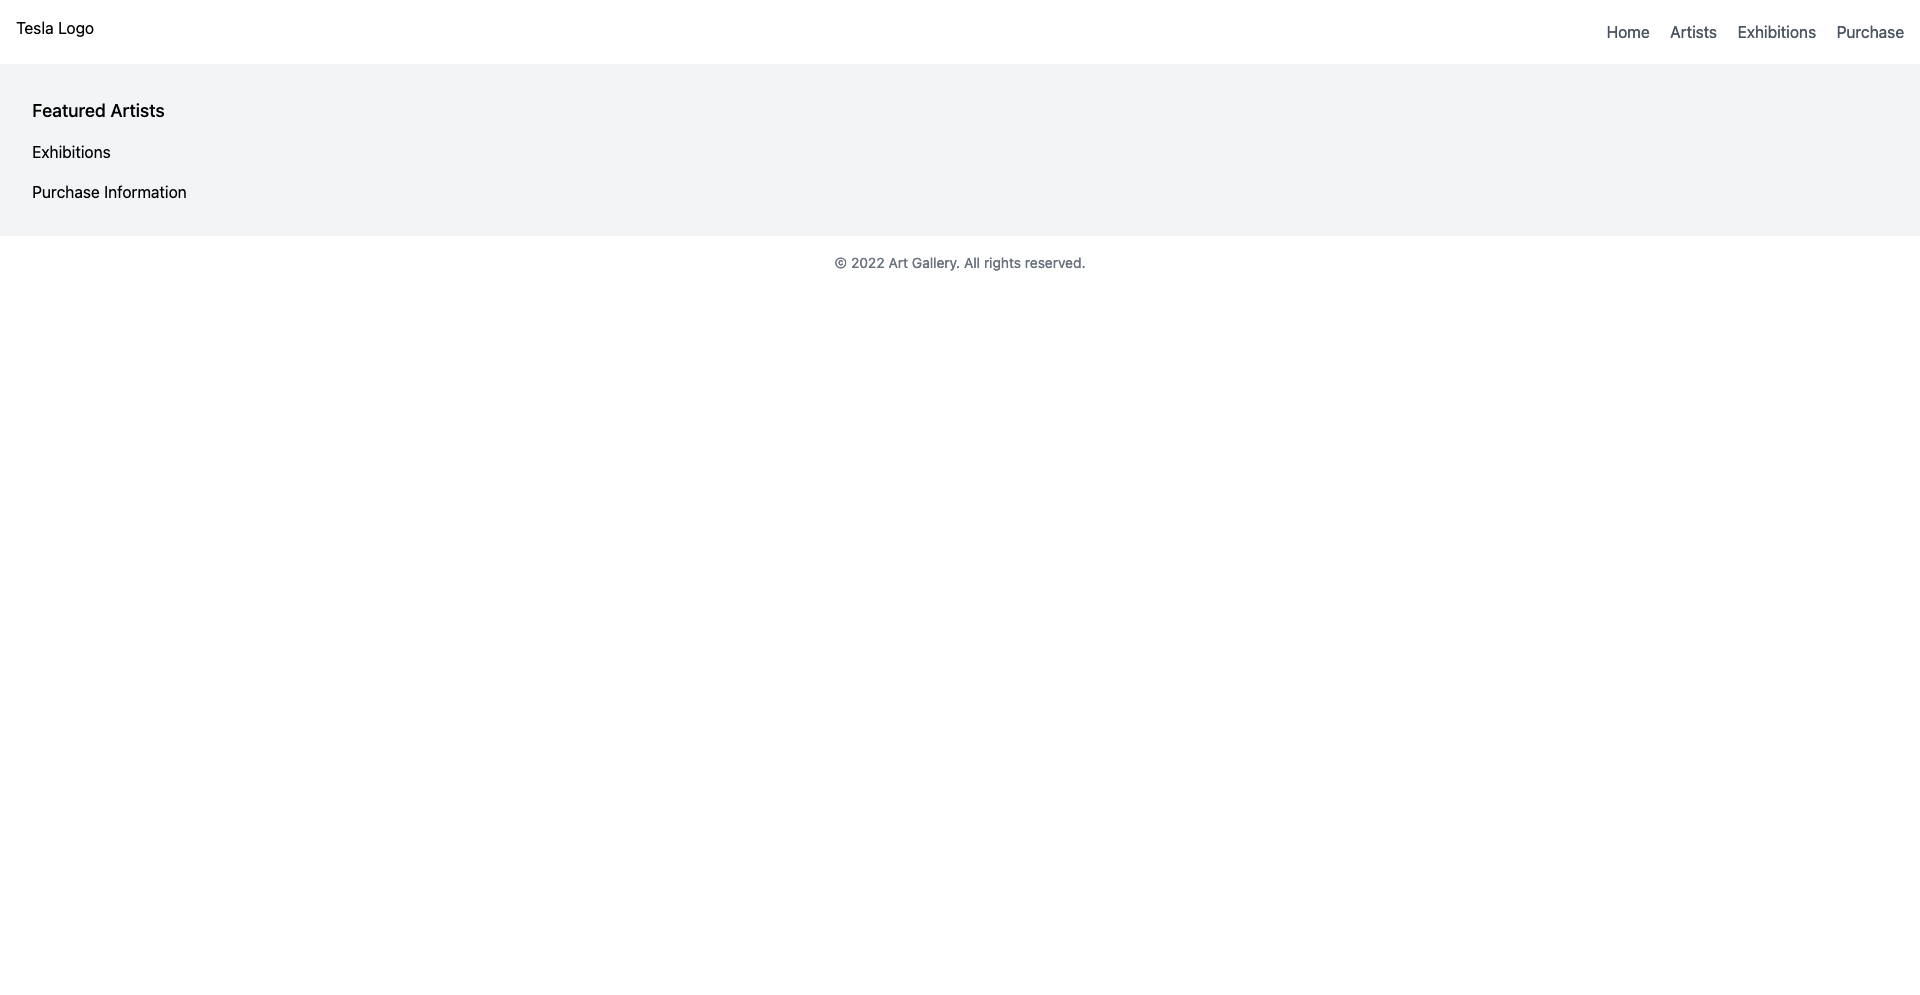 Tesla Logo
Home Artists Exhibitions Purchase
Featured Artists
Exhibitions
Purchase Information
© 2022 Art Gallery. All rights reserved.